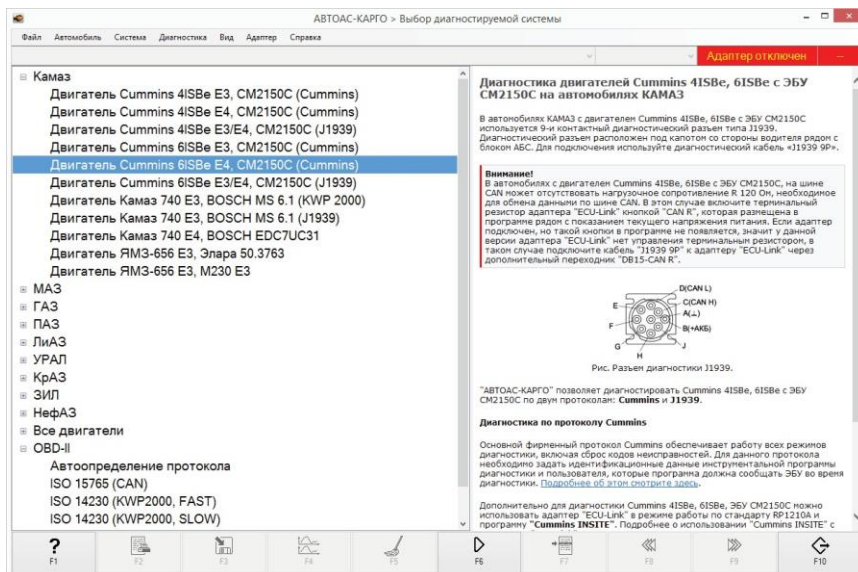 АВТОАС-КАРГО > Выбор диагностируемой системы
Файл Автомобиль Система Диагностика Вид Адаптер Справка
Адаптер отключен
Камаз
Двигатель Cummins 4ISBe E3, CM2150C (Cummins)
Двигатель Cummins 4ISBe E4, CM2150C (Cummins)
Двигатель Cummins 4ISBe E3/E4, CM2150C (J1939)
Двигатель Cummins 6ISBe E3, CM2150C (Cummins)
Двигатель Cummins 6ISBe E4, CM2150C (Cummins)
Двигатель Cummins 6ISBe E3/E4, CM2150C (J1939)
Двигатель Камаз 740 E3, BOSCH MS 6.1 (KWP 2000)
Двигатель Камаз 740 E3, BOSCH MS 6.1 (J1939)
Двигатель Камаз 740 E4, BOSCH EDC7UC31
Двигатель ЯМЗ-656 E3, Элара 50.3763
Двигатель ЯМЗ-656 E3, M230 E3
МАЗ
ГАЗ
ПАЗ
ЛиАЗ
УРАЛ
КрАЗ
ЗИЛ
НефАЗ
Все двигатели
OBD-II
Автоопределение протокола
ISO 15765 (CAN)
ISO 14230 (KWP2000, FAST)
ISO 14230 (KWP2000, SLOW)
Диагностика двигателей Cummins 4ISBe, 6ISBe с ЭБУ
CM2150C на автомобилях КАМАЗ
В автомобилях КАМАЗ с двигателем Cummins 4ISBe, 6ISBe с ЭБУ CM2150C
используется 9-и контактный диагностический разъем типа J1939.
Диагностический разъем расположен под капотом со стороны водителя рядом с
блоком АБС. Для подключения используйте диагностический кабель «J1939 9P».
Внимание!
В автомобилях с двигателем Cummins 4ISBe, 6ISBe с ЭБУ CM2150C, на шине
CAN может отсутствовать нагрузочное сопротивление R 120 Ом, необходимое
для обмена данными по шине CAN. В этом случае включите терминальный
резистор адаптера "ECU-Link" кнопкой "CAN R", которая размещена в
программе рядом с показанием текущего напряжения питания. Если адаптер
подключен, но такой кнопки в программе не появляется, значит у данной
версии адаптера "ECU-Link" нет управления терминальным резистором, в
таком случае подключите кабель "J1939 9P" к адаптеру "ECU-Link" через
дополнительный переходник "DB15-CAN R".
D(CAN L)
C(CAN H)
A(⊥)
B(+АКБ)
E
F
G
H
J
Рис. Разъем диагностики J1939.
"АВТОАС-КАРГО" позволяет диагностировать Cummins 4ISBe, 6ISBe с ЭБУ
CM2150C по двум протоколам: Cummins и J1939.
Диагностика по протоколу Cummins
Основной фирменный протокол Cummins обеспечивает работу всех режимов
диагностики, включая сброс кодов неисправностей. Для данного протокола
необходимо задать идентификационные данные инструментальной программы
диагностики и пользователя, которые программа должна сообщать ЭБУ во время
диагностики. Подробнее об этом смотрите здесь.
Дополнительно для диагностики Cummins 4ISBe, 6ISBe, ЭБУ CM2150C можно
использовать адаптер "ECU-Link" в режиме работы по стандарту RP1210A и
программу "Cummins INSITE". Подробнее о использовании "Cummins INSITE" с
F1 F2 F3 F4 F5 F6 F7 F8 F9 F10